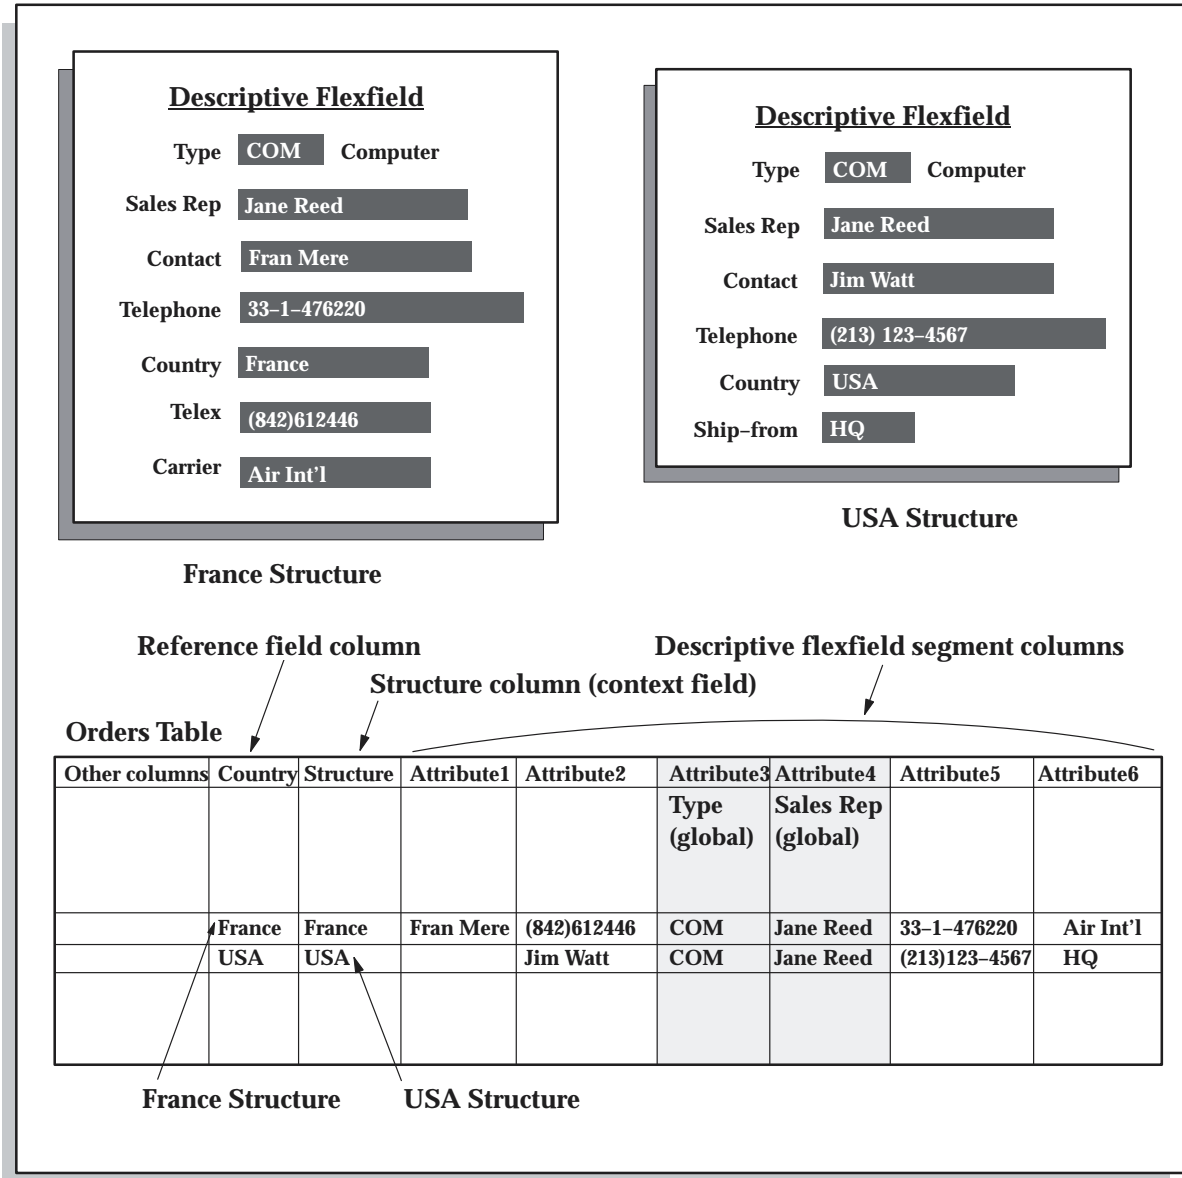 Descriptive Flexfield
Type COM Computer
Sales Rep Jane Reed
Contact Fran Mere
Telephone 33–1–476220
Country France
Telex (842)612446
Carrier Air Int'l
France Structure
Descriptive Flexfield
Type COM Computer
Sales Rep Jane Reed
Contact Jim Watt
Telephone (213) 123–4567
Country USA
Ship–from HQ
USA Structure
Reference field column
Structure column (context field)
Descriptive flexfield segment columns
Orders Table
Other columns Country Structure Attribute1 Attribute2 Attribute3 Attribute4 Attribute5 Attribute6
Type Sales Rep
(global) (global)
France France Fran Mere (842)612446 COM Jane Reed 33–1–476220 Air Int'l
USA USA Jim Watt COM Jane Reed (213)123–4567 HQ
France Structure USA Structure